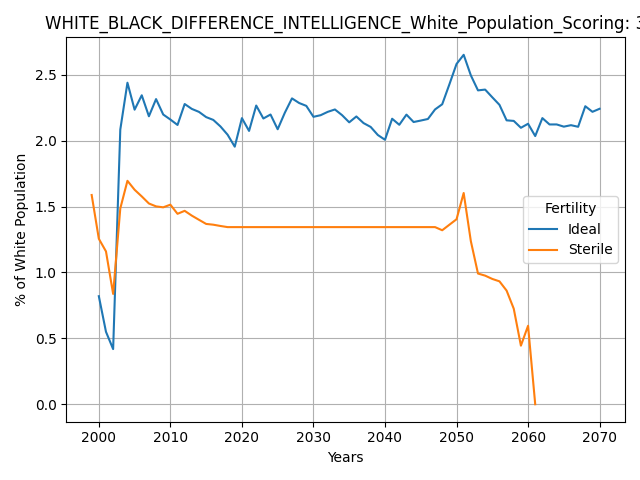 WHITE_BLACK_DIFFERENCE_INTELLIGENCE_White_Population_Scoring: 3
2.5
2.0
1.5
1.0
0.5
0.0
% of White Population
Fertility
Ideal
Sterile
2000 2010 2020 2030 2040 2050 2060 2070
Years